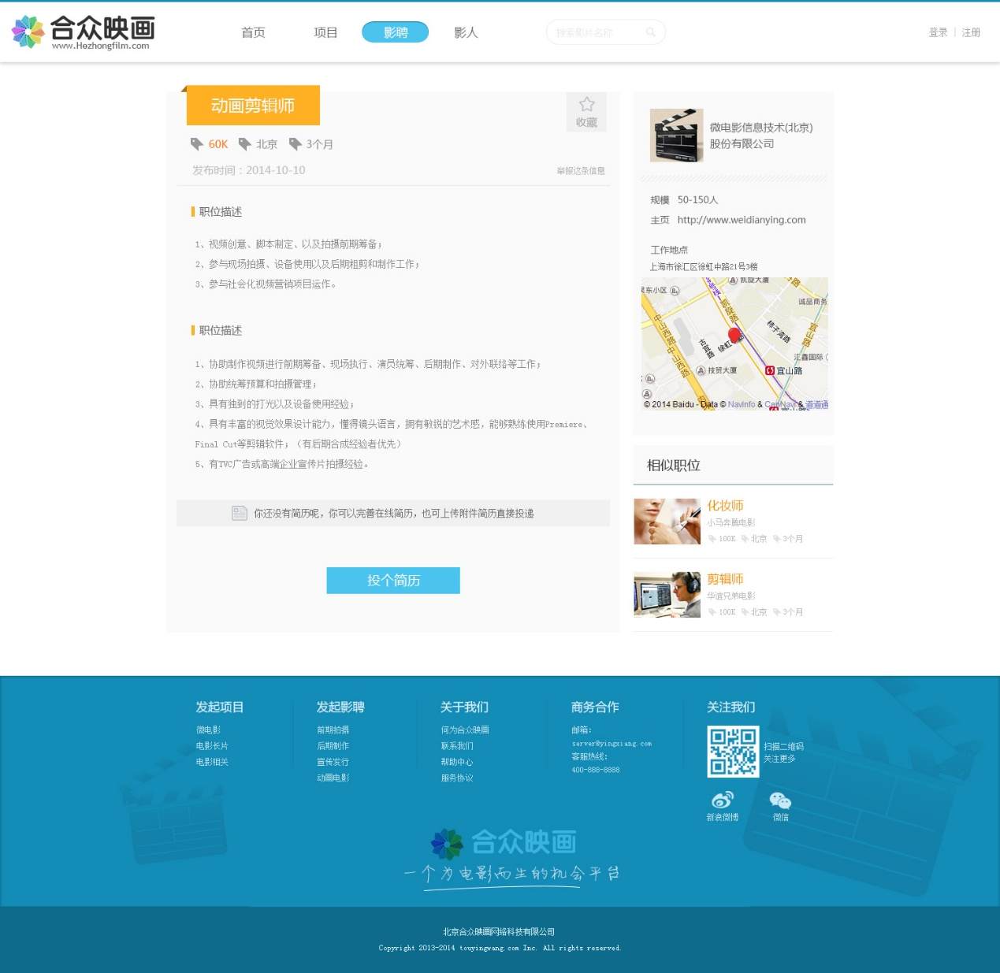 合众映画
www.Hezhongfilm.com
首页
项目
影聘
影人
搜索影片名称
登录
注册
动画剪辑师
收藏
60K
北京
3个月
发布时间：2014-10-10
举报这条信息
职位描述
1、视频创意、脚本制定、以及拍摄前期筹备；
2、参与现场拍摄、设备使用以及后期粗剪和制作工作；
3、参与社会化视频营销项目运作。
职位描述
1、协助制作视频进行前期筹备、现场执行、演员统筹、后期制作、对外联络等工作；
2、协助统筹预算和拍摄管理；
3、具有独到的打光以及设备使用经验；
4、具有丰富的视觉效果设计能力，懂得镜头语言，拥有敏锐的艺术感，能够熟练使用Premiere、
Final Cut等剪辑软件；（有后期合成经验者优先）
5、有TVC广告或高端企业宣传片拍摄经验。
你还没有简历呢，你可以完善在线简历，也可上传附件简历直接投递
投个简历
微电影信息技术(北京)
股份有限公司
规模 50-150人
主页 http://www.weidianying.com
工作地点
上海市徐汇区徐虹中路21号3楼
凯旋大厦
东小区
诚品商务
凯旋路
中山西路
中山西路
柿子湾路
宜山路
古宜路
徐虹
路
汇鑫国际
技贸大厦
宜山路
© 2014 Baidu - Data © NavInfo & CenNavi & 道道通
相似职位
化妆师
小马奔腾电影
100K
北京
3个月
剪辑师
华谊兄弟电影
100K
北京
3个月
发起项目
微电影
电影长片
电影相关
发起影聘
前期拍摄
后期制作
宣传发行
动画电影
关于我们
何为合众映画
联系我们
帮助中心
服务协议
商务合作
邮箱：
server@yingxiang.com
客服热线：
400-888-8888
关注我们
扫描二维码
关注更多
新浪微博
微信
合众映画
一个为电影而生的机会平台
北京合众映画网络科技有限公司
Copyright 2013-2014 touyingwang.com Inc. All rights reserved.